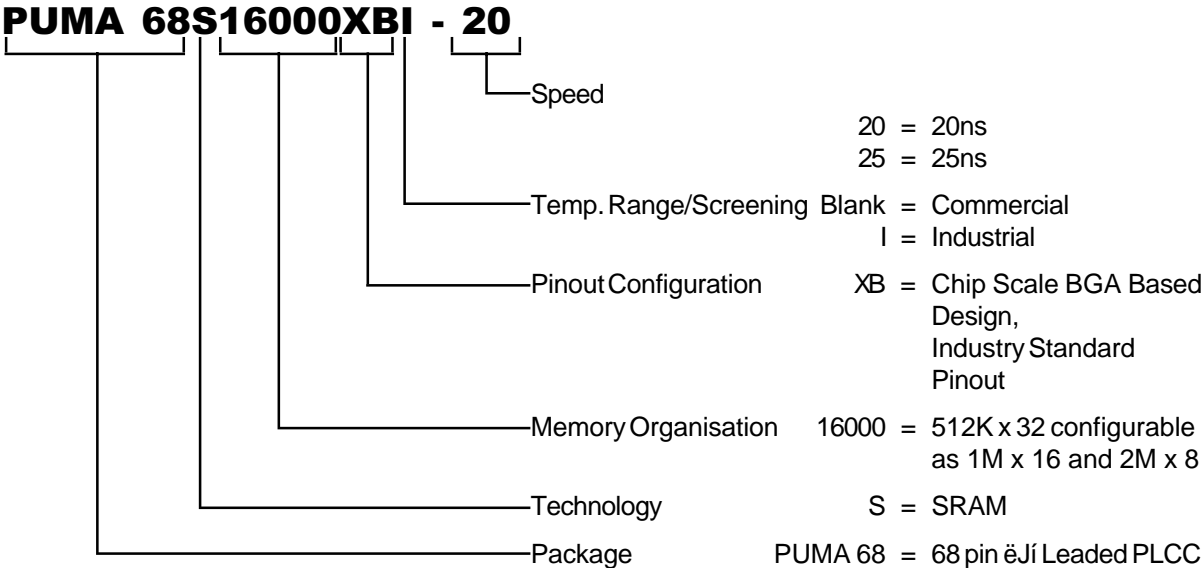 PUMA 68S16000XBI - 20
Speed
20 = 20ns
25 = 25ns
Temp. Range/Screening Blank = Commercial
I = Industrial
Pinout Configuration XB = Chip Scale BGA Based
Design,
Industry Standard
Pinout
Memory Organisation 16000 = 512K x 32 configurable
as 1M x 16 and 2M x 8
Technology S = SRAM
Package PUMA 68 = 68 pin ëJí Leaded PLCC